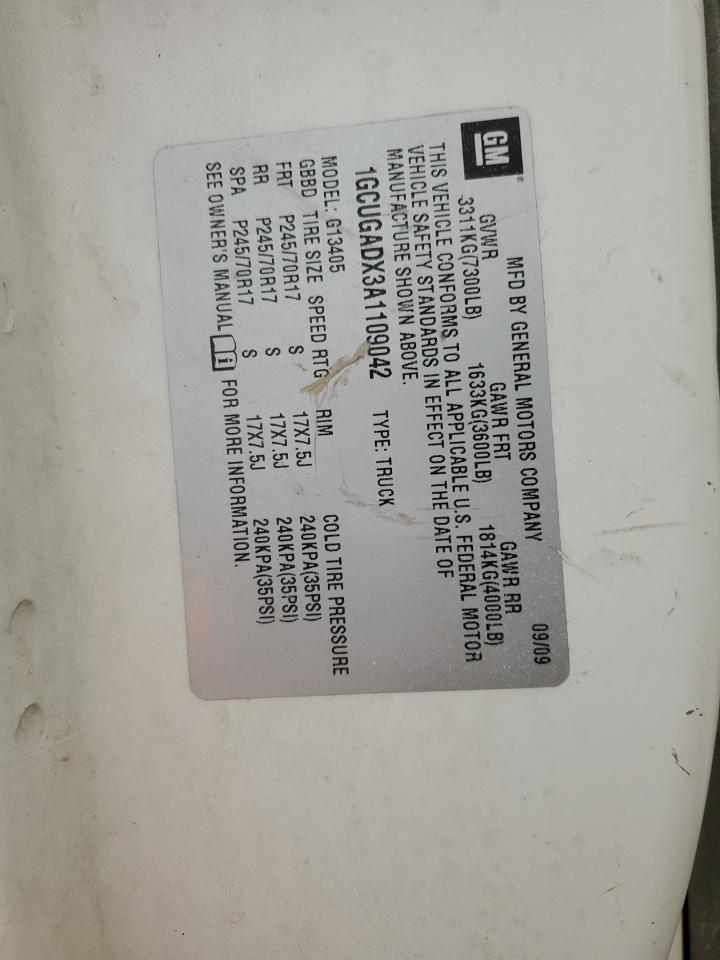 GM®
MFD BY GENERAL MOTORS COMPANY 09/09
GVWR GAWR FRT GAWR RR
3311KG(7300LB) 1633KG(3600LB) 1814KG(4000LB)
THIS VEHICLE CONFORMS TO ALL APPLICABLE U.S. FEDERAL MOTOR
VEHICLE SAFETY STANDARDS IN EFFECT ON THE DATE OF
MANUFACTURE SHOWN ABOVE.
1GCUGADX3A1109042 TYPE: TRUCK
MODEL: G13405
GBBD TIRE SIZE SPEED RTG RIM COLD TIRE PRESSURE
FRT P245/70R17 S 17X7.5J 240KPA(35PSI)
RR P245/70R17 S 17X7.5J 240KPA(35PSI)
SPA P245/70R17 S 17X7.5J 240KPA(35PSI)
SEE OWNER'S MANUAL i FOR MORE INFORMATION.